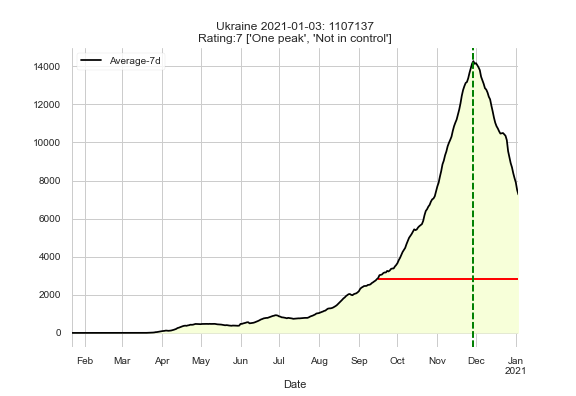 Ukraine 2021-01-03: 1107137
Rating:7 ['One peak', 'Not in control']
Average-7d
14000
12000
10000
8000
6000
4000
2000
0
Feb Mar Apr May Jun Jul Aug Sep Oct Nov Dec Jan
2021
Date